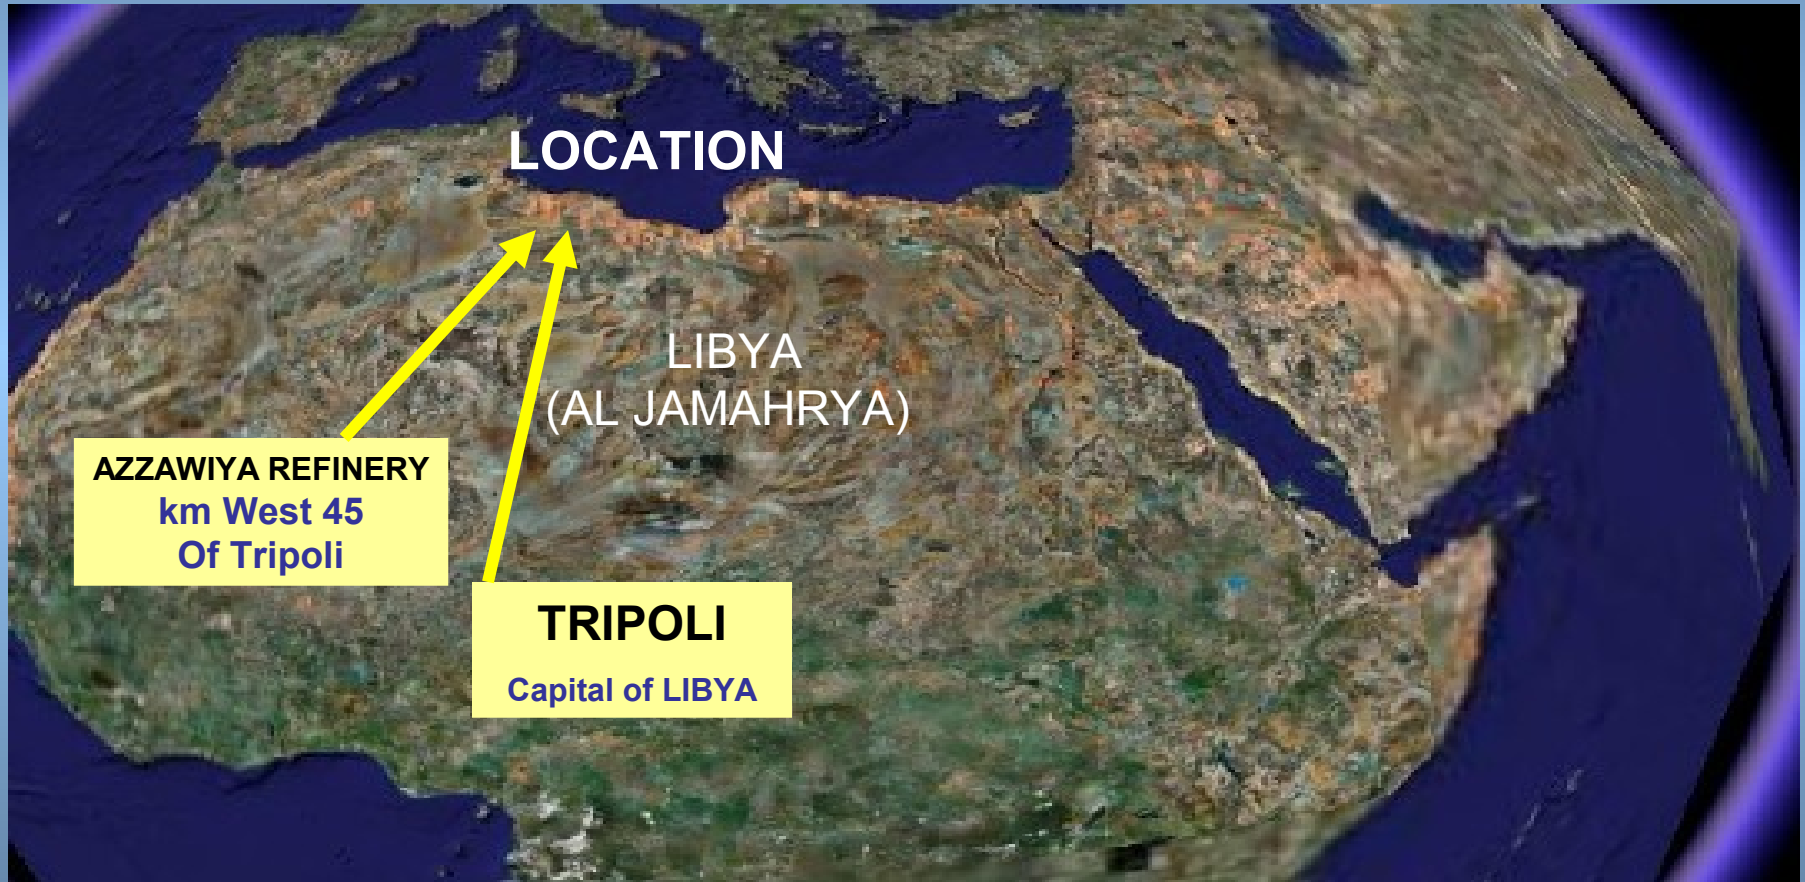 LOCATION
LIBYA
(AL JAMAHRYA)
AZZAWIYA REFINERY
km West 45
Of Tripoli
TRIPOLI
Capital of LIBYA